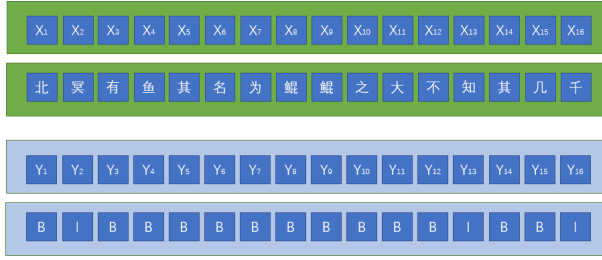 X1 X2 X3 X4 X5 X6 X7 X8 X9 X10 X11 X12 X13 X14 X15 X16
北 冥 有 鱼 其 名 为 鲲 鲲 之 大 不 知 其 几 千
Y1 Y2 Y3 Y4 Y5 Y6 Y7 Y8 Y9 Y10 Y11 Y12 Y13 Y14 Y15 Y16
B I B B B B B B B B B B I B B I